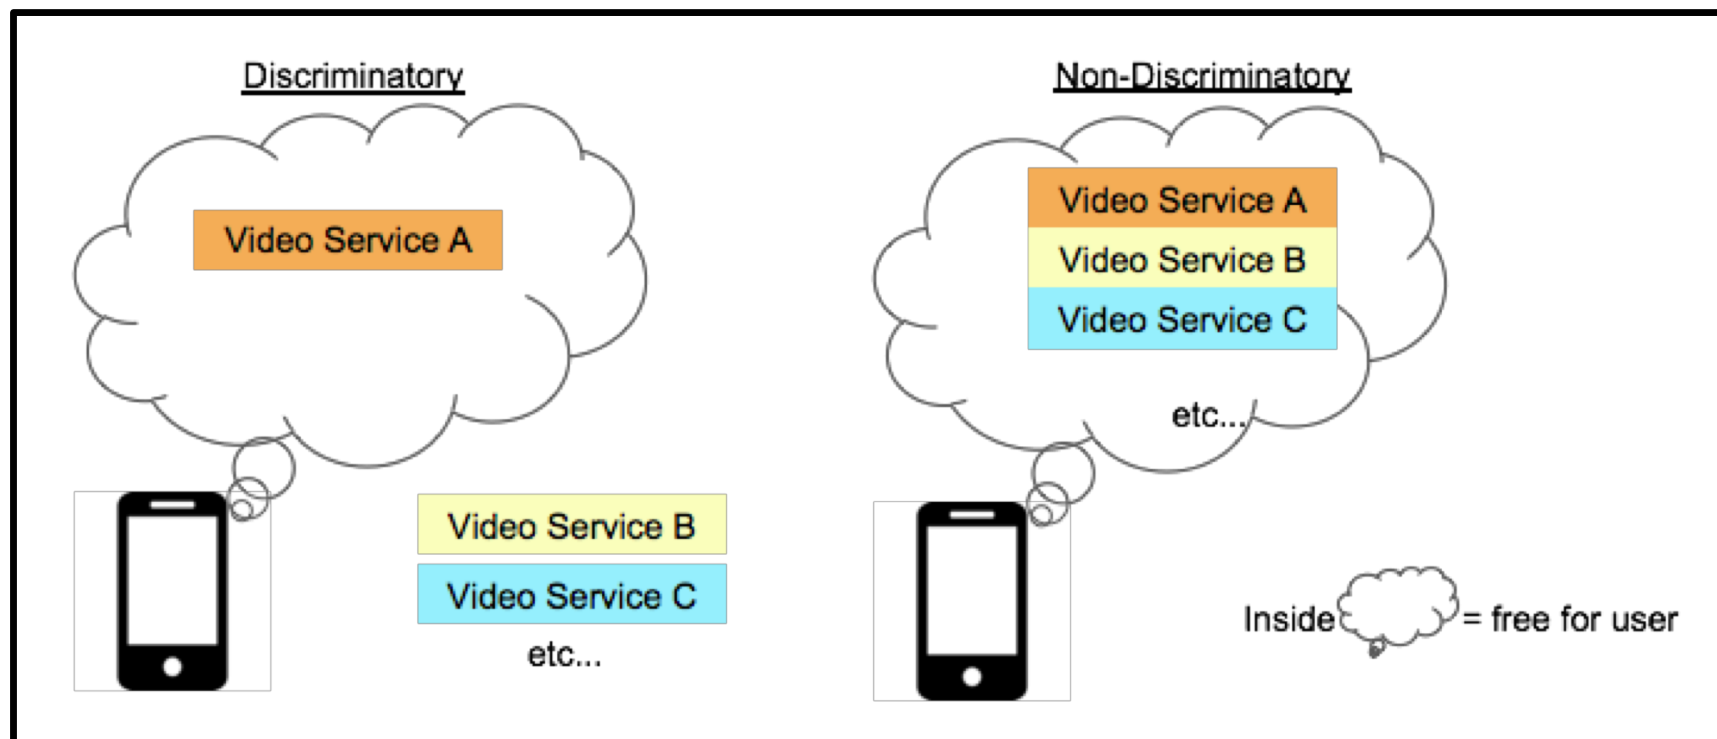 Discriminatory
Video Service A
Video Service B
Video Service C
etc...
Non-Discriminatory
Video Service A
Video Service B
Video Service C
etc...
Inside = free for user